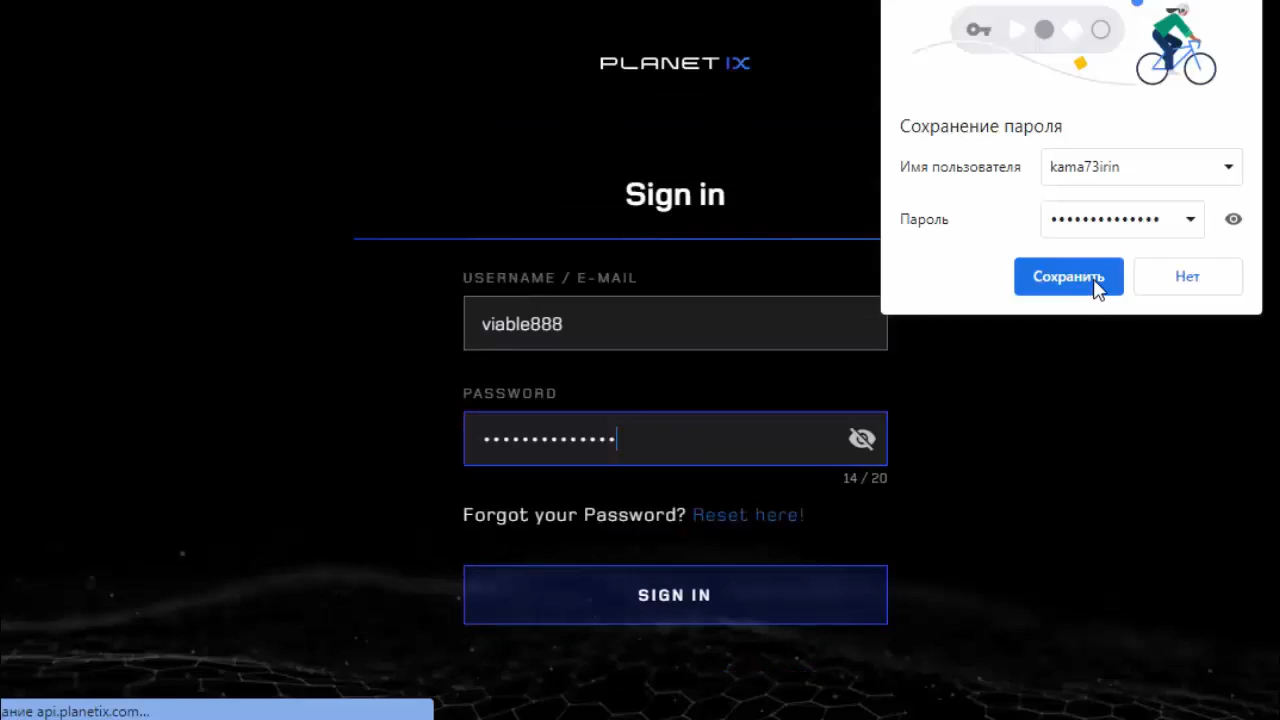 PLANET IX
Sign in
USERNAME / E-MAIL
viable888
PASSWORD
••••••••••••••
14 / 20
Forgot your Password? Reset here!
SIGN IN
Сохранение пароля
Имя пользователя kama73irin
Пароль ••••••••••••••
Сохранить Нет
ание api.planetix.com...